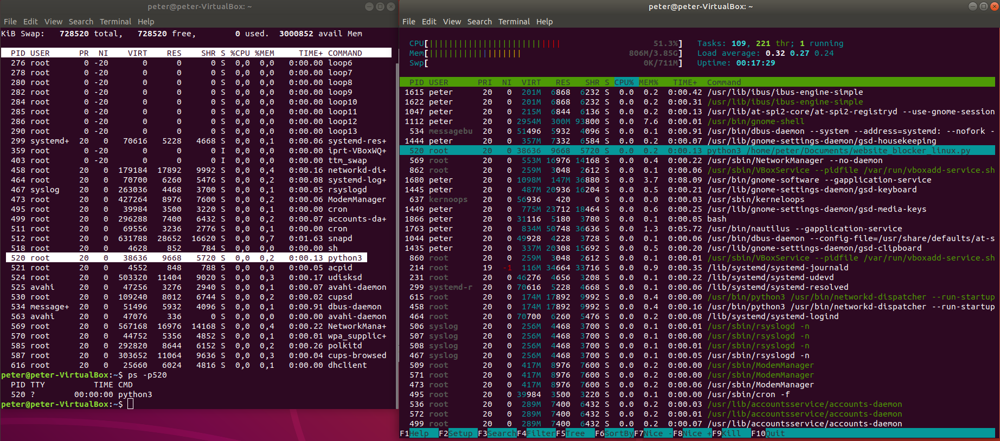 peter@peter-VirtualBox: ~
File Edit View Search Terminal Help
KiB Swap: 728520 total, 728520 free, 0 used. 3000852 avail Mem
PID USER PR NI VIRT RES SHR S %CPU %MEM TIME+ COMMAND
276 root 0 -20 0 0 0 S 0,0 0,0 0:00.00 loop6
278 root 0 -20 0 0 0 S 0,0 0,0 0:00.00 loop7
280 root 0 -20 0 0 0 S 0,0 0,0 0:00.00 loop8
282 root 0 -20 0 0 0 S 0,0 0,0 0:00.00 loop9
284 root 0 -20 0 0 0 S 0,0 0,0 0:00.00 loop10
285 root 0 -20 0 0 0 S 0,0 0,0 0:00.00 loop11
286 root 0 -20 0 0 0 S 0,0 0,0 0:00.00 loop12
290 root 0 -20 0 0 0 S 0,0 0,0 0:00.00 loop13
299 systemd+ 20 0 70616 5228 4668 S 0,0 0,1 0:00.06 systemd-res+
359 root 0 -20 0 0 0 I 0,0 0,0 0:00.00 iprt-VBoxWQ+
403 root 0 -20 0 0 0 I 0,0 0,0 0:00.00 ttm_swap
458 root 20 0 179184 17892 9992 S 0,0 0,4 0:00.16 networkd-di+
464 root 20 0 70700 6260 5476 S 0,0 0,2 0:00.08 systemd-log+
467 syslog 20 0 263036 4468 3700 S 0,0 0,1 0:00.05 rsyslogd
473 root 20 0 427264 8976 7600 S 0,0 0,2 0:00.06 ModemManager
495 root 20 0 39984 3500 3220 S 0,0 0,1 0:00.00 cron
499 root 20 0 296288 7400 6432 S 0,0 0,2 0:00.07 accounts-da+
511 root 20 0 69556 3236 2776 S 0,0 0,1 0:00.00 cron
512 root 20 0 631788 28652 16620 S 0,0 0,7 0:01.63 snapd
518 root 20 0 4628 852 784 S 0,0 0,0 0:00.00 sh
520 root 20 0 38636 9668 5720 S 0,0 0,2 0:00.13 python3
521 root 20 0 4552 848 788 S 0,0 0,0 0:00.05 acpid
524 root 20 0 503320 11404 9020 S 0,0 0,3 0:00.17 udisksd
525 avahi 20 0 47256 3276 2940 S 0,0 0,1 0:00.07 avahi-daemon
530 root 20 0 109240 8012 6744 S 0,0 0,2 0:00.02 cupsd
534 message+ 20 0 51496 5932 4096 S 0,0 0,1 0:00.91 dbus-daemon
563 avahi 20 0 47076 336 0 S 0,0 0,0 0:00.00 avahi-daemon
569 root 20 0 567168 16976 14168 S 0,0 0,4 0:00.22 NetworkMana+
570 root 20 0 44752 5356 4852 S 0,0 0,1 0:00.01 wpa_supplic+
585 root 20 0 292820 8644 6152 S 0,0 0,2 0:00.26 polkitd
587 root 20 0 303652 11064 9636 S 0,0 0,3 0:00.04 cups-browsed
616 root 20 0 25660 6024 4816 S 0,0 0,1 0:00.00 dhclient
peter@peter-VirtualBox:~$ ps -p520
PID TTY TIME CMD
520 ? 00:00:00 python3
peter@peter-VirtualBox:~$
peter@peter-VirtualBox: ~
File Edit View Search Terminal Help
CPU[||||||||||||||||||||||||||| 51.3%] Tasks: 109, 221 thr; 1 running
Mem[||||||||||||||||||| 806M/3.85G] Load average: 0.32 0.27 0.24
Swp[ 0K/711M] Uptime: 00:17:29
PID USER PRI NI VIRT RES SHR S CPU% MEM% TIME+ Command
1615 peter 20 0 201M 6868 6232 S 0.0 0.2 0:00.42 /usr/lib/ibus/ibus-engine-simple
1622 peter 20 0 201M 6868 6232 S 0.0 0.2 0:00.31 /usr/lib/ibus/ibus-engine-simple
1047 peter 20 0 215M 6844 6136 S 0.0 0.2 0:00.13 /usr/lib/at-spi2-core/at-spi2-registryd --use-gnome-session
1112 peter 20 0 2954M 300M 93800 S 0.0 7.6 0:00.01 /usr/bin/gnome-shell
534 messagebu 20 0 51496 5932 4096 S 0.0 0.1 0:00.91 /usr/bin/dbus-daemon --system --address=systemd: --nofork -
1444 peter 20 0 357M 7332 6584 S 0.0 0.2 0:00.07 /usr/lib/gnome-settings-daemon/gsd-housekeeping
520 root 20 0 38636 9668 5720 S 0.0 0.2 0:00.13 python3 /home/peter/Documents/website_blocker_linux.py
569 root 20 0 553M 16976 14168 S 0.0 0.4 0:00.22 /usr/sbin/NetworkManager --no-daemon
862 root 20 0 259M 3048 2612 S 0.0 0.1 0:00.06 /usr/sbin/VBoxService --pidfile /var/run/vboxadd-service.sh
1680 peter 20 0 1098M 147M 36880 S 0.0 3.7 0:08.09 /usr/bin/gnome-software --gapplication-service
1445 peter 20 0 487M 20936 16204 S 0.0 0.5 0:00.21 /usr/lib/gnome-settings-daemon/gsd-keyboard
637 kernoops 20 0 56936 420 0 S 0.0 0.0 0:00.03 /usr/sbin/kerneloops
1449 peter 20 0 775M 23712 18464 S 0.0 0.6 0:00.25 /usr/lib/gnome-settings-daemon/gsd-media-keys
1866 peter 20 0 31116 5180 3780 S 0.0 0.1 0:00.05 bash
1763 peter 20 0 834M 50748 36636 S 0.0 1.3 0:05.72 /usr/bin/nautilus --gapplication-service
1044 peter 20 0 49928 4228 3728 S 0.0 0.1 0:00.06 /usr/bin/dbus-daemon --config-file=/usr/share/defaults/at-s
1435 peter 20 0 337M 20308 15692 S 0.0 0.5 0:00.20 /usr/lib/gnome-settings-daemon/gsd-clipboard
860 root 20 0 259M 3048 2612 S 0.0 0.1 0:00.01 /usr/sbin/VBoxService --pidfile /var/run/vboxadd-service.sh
214 root 19 -1 116M 34664 33716 S 0.0 0.9 0:00.35 /lib/systemd/systemd-journald
231 root 20 0 46276 4656 3208 S 0.0 0.1 0:00.22 /lib/systemd/systemd-udevd
299 systemd-r 20 0 70616 5228 4668 S 0.0 0.1 0:00.06 /lib/systemd/systemd-resolved
615 root 20 0 174M 17892 9992 S 0.0 0.4 0:00.00 /usr/bin/python3 /usr/bin/networkd-dispatcher --run-startup
458 root 20 0 174M 17892 9992 S 0.0 0.4 0:00.16 /usr/bin/python3 /usr/bin/networkd-dispatcher --run-startup
464 root 20 0 70700 6260 5476 S 0.0 0.2 0:00.08 /lib/systemd/systemd-logind
506 syslog 20 0 256M 4468 3700 S 0.0 0.1 0:00.01 /usr/sbin/rsyslogd -n
507 syslog 20 0 256M 4468 3700 S 0.0 0.1 0:00.00 /usr/sbin/rsyslogd -n
508 syslog 20 0 256M 4468 3700 S 0.0 0.1 0:00.01 /usr/sbin/rsyslogd -n
467 syslog 20 0 256M 4468 3700 S 0.0 0.1 0:00.05 /usr/sbin/rsyslogd -n
509 root 20 0 417M 8976 7600 S 0.0 0.2 0:00.00 /usr/sbin/ModemManager
571 root 20 0 417M 8976 7600 S 0.0 0.2 0:00.00 /usr/sbin/ModemManager
473 root 20 0 417M 8976 7600 S 0.0 0.2 0:00.06 /usr/sbin/ModemManager
495 root 20 0 39984 3500 3220 S 0.0 0.1 0:00.00 /usr/sbin/cron -f
536 root 20 0 289M 7400 6432 S 0.0 0.2 0:00.03 /usr/lib/accountsservice/accounts-daemon
572 root 20 0 289M 7400 6432 S 0.0 0.2 0:00.01 /usr/lib/accountsservice/accounts-daemon
499 root 20 0 289M 7400 6432 S 0.0 0.2 0:00.07 /usr/lib/accountsservice/accounts-daemon
F1Help F2Setup F3SearchF4FilterF5Tree F6SortByF7Nice -F8Nice +F9Kill F10Quit